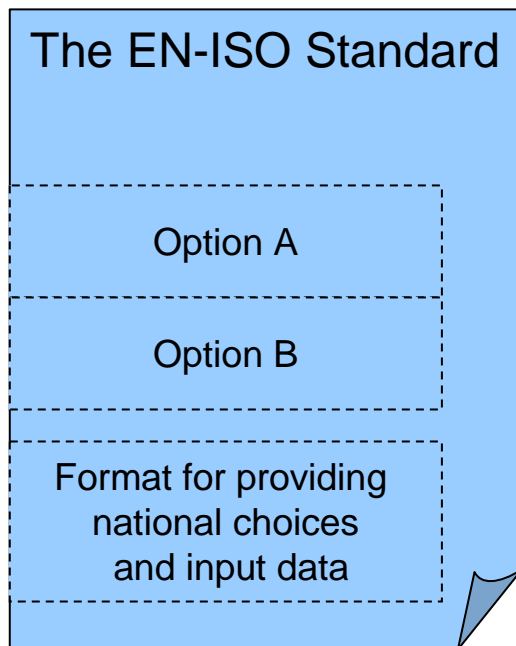 The EN-ISO Standard
Option A
Option B
Format for providing
national choices
and input data